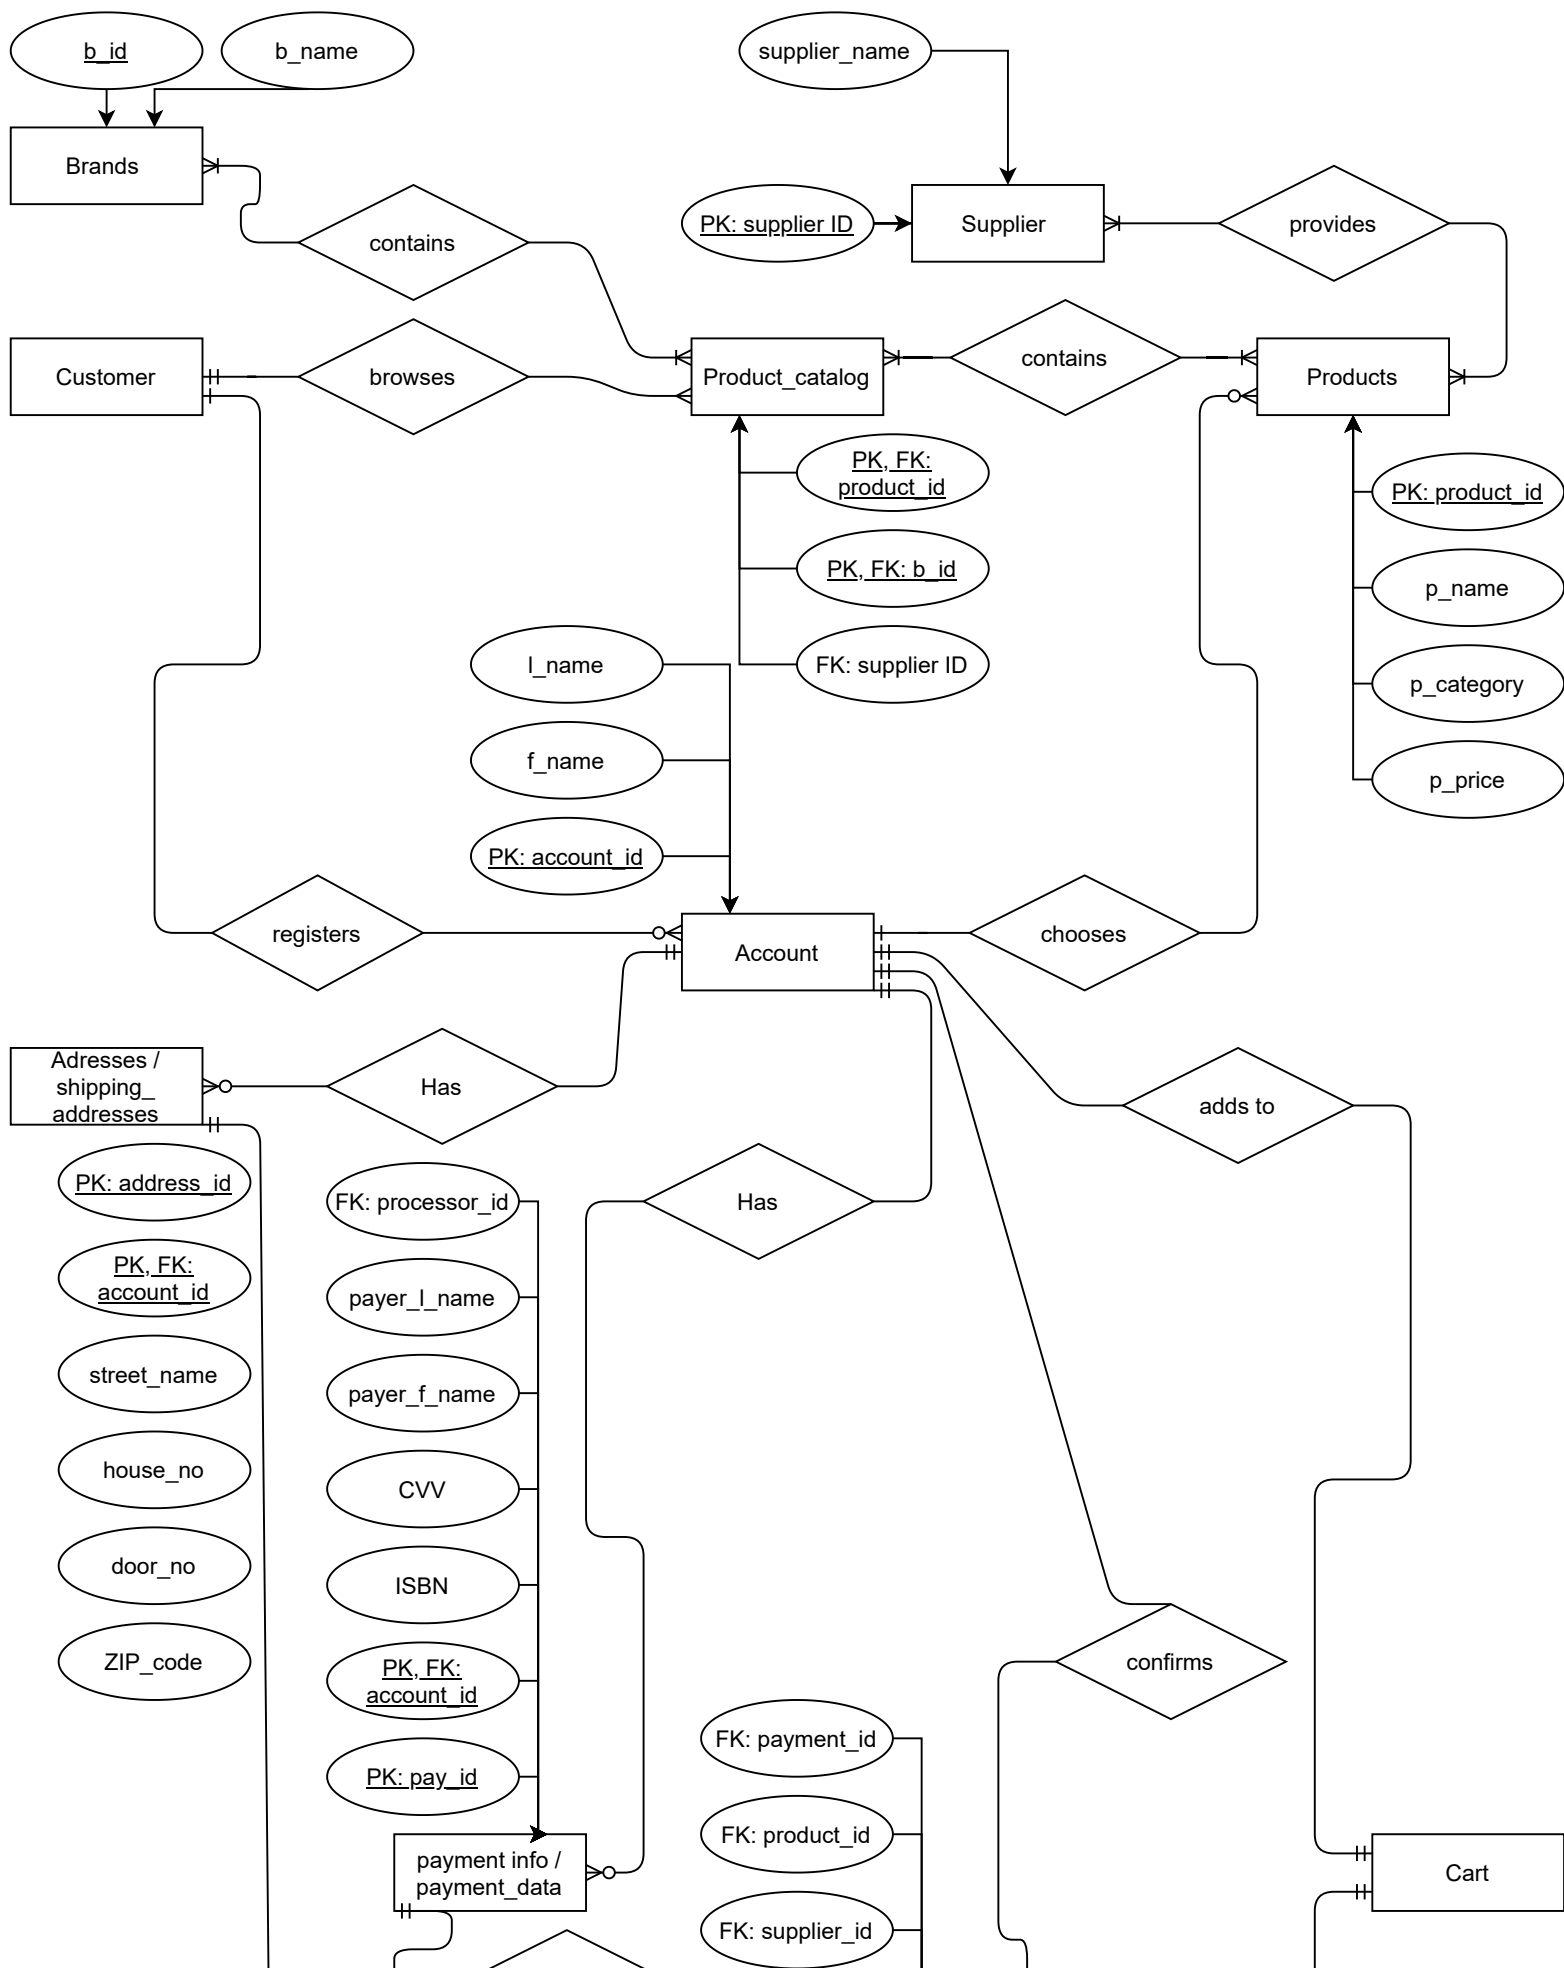 b_id
b_name
supplier_name
Brands
PK: supplier ID
Supplier
provides
contains
Customer
browses
Product_catalog
contains
Products
PK, FK:
product_id
PK: product_id
PK, FK: b_id
p_name
l_name
FK: supplier ID
p_category
f_name
p_price
PK: account_id
registers
Account
chooses
Adresses /
shipping_
addresses
Has
adds to
PK: address_id
FK: processor_id
Has
PK, FK:
account_id
payer_l_name
street_name
payer_f_name
house_no
CVV
door_no
ISBN
ZIP_code
PK, FK:
account_id
confirms
FK: payment_id
PK: pay_id
FK: product_id
payment info /
payment_data
Cart
FK: supplier_id